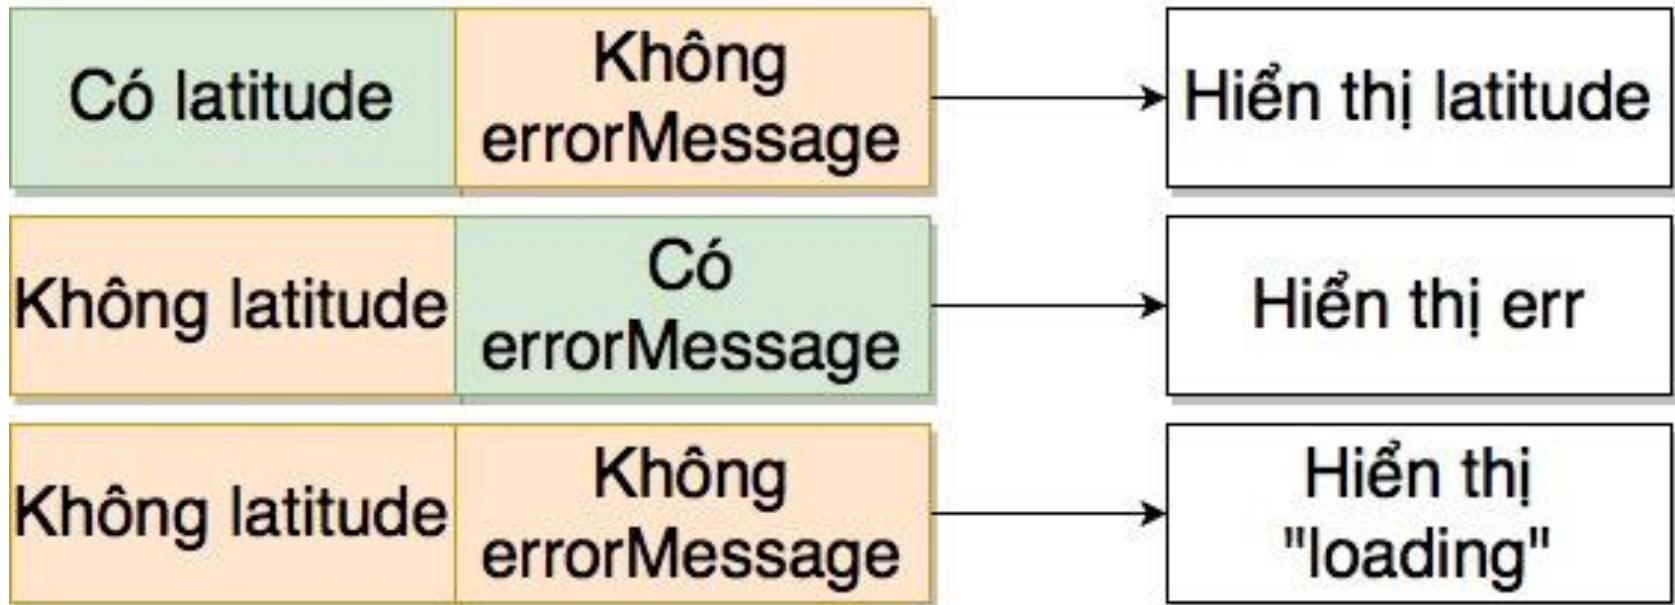 Có latitude
Không
errorMessage
Hiển thị latitude
Không latitude
Có
errorMessage
Hiển thị err
Không latitude
Không
errorMessage
Hiển thị
"loading"